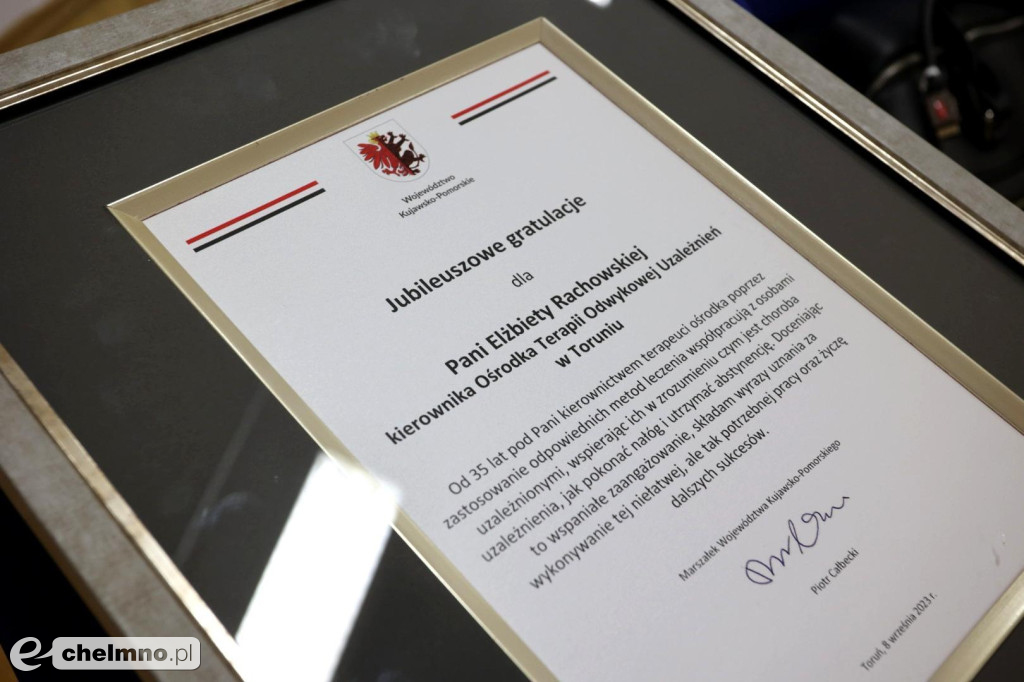 Województwo
Kujawsko-Pomorskie
Jubileuszowe gratulacje
dla
Pani Elżbiety Rachowskiej
kierownika Ośrodka Terapii Odwykowej Uzależnień
w Toruniu
Od 35 lat pod Pani kierownictwem terapeuci ośrodka poprzez
zastosowanie odpowiednich metod leczenia współpracują z osobami
uzależnionymi, wspierając ich w zrozumieniu czym jest choroba
uzależnienia, jak pokonać nałóg i utrzymać abstynencję. Doceniając
to wspaniałe zaangażowanie, składam wyrazy uznania za
wykonywanie tej niełatwej, ale tak potrzebnej pracy oraz życzę
dalszych sukcesów.
Marszałek Województwa Kujawsko-Pomorskiego
Piotr Całbecki
Toruń, 8 września 2023 r.
e-chelmno.pl